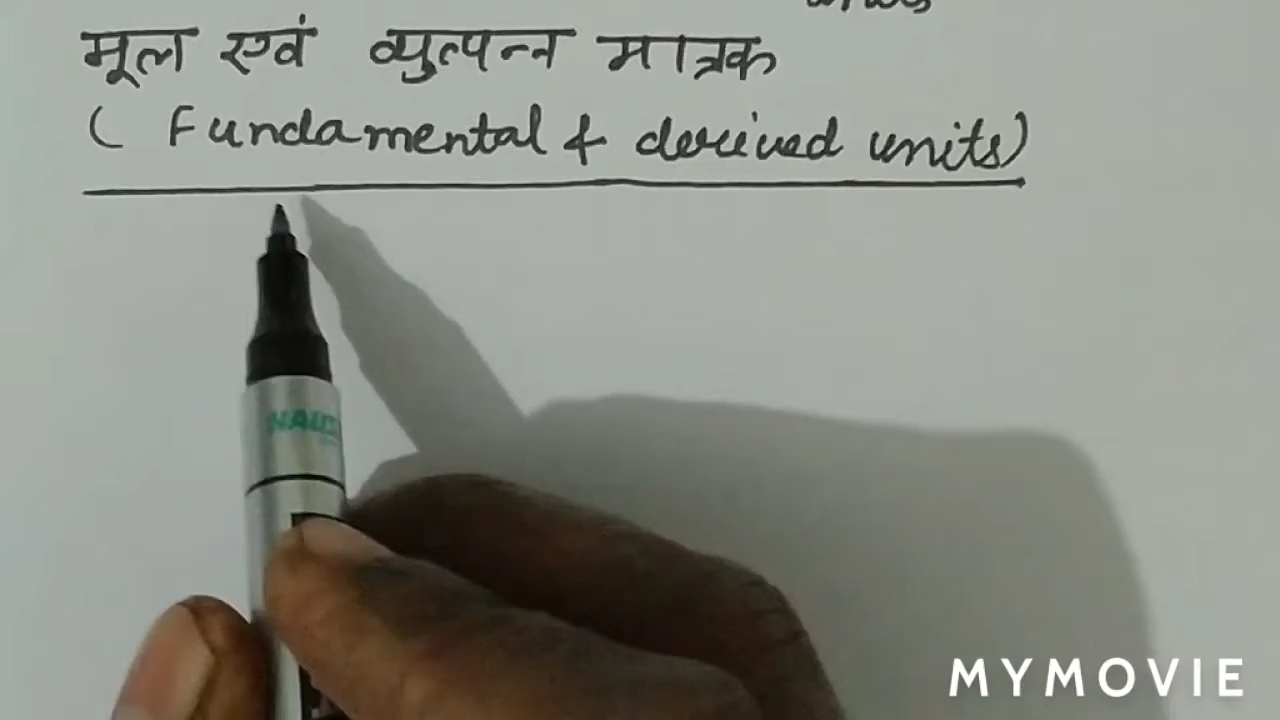 मूल एवं व्युत्पन्न मात्रक
( Fundamental & derived units)
MYMOVIE